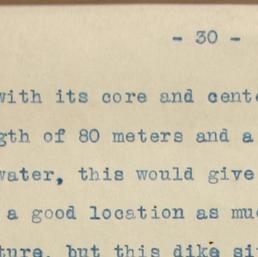 - 30 -
with its core and cent
gth of 80 meters and a
water, this would give
a good location as mu
ture, but this dike si